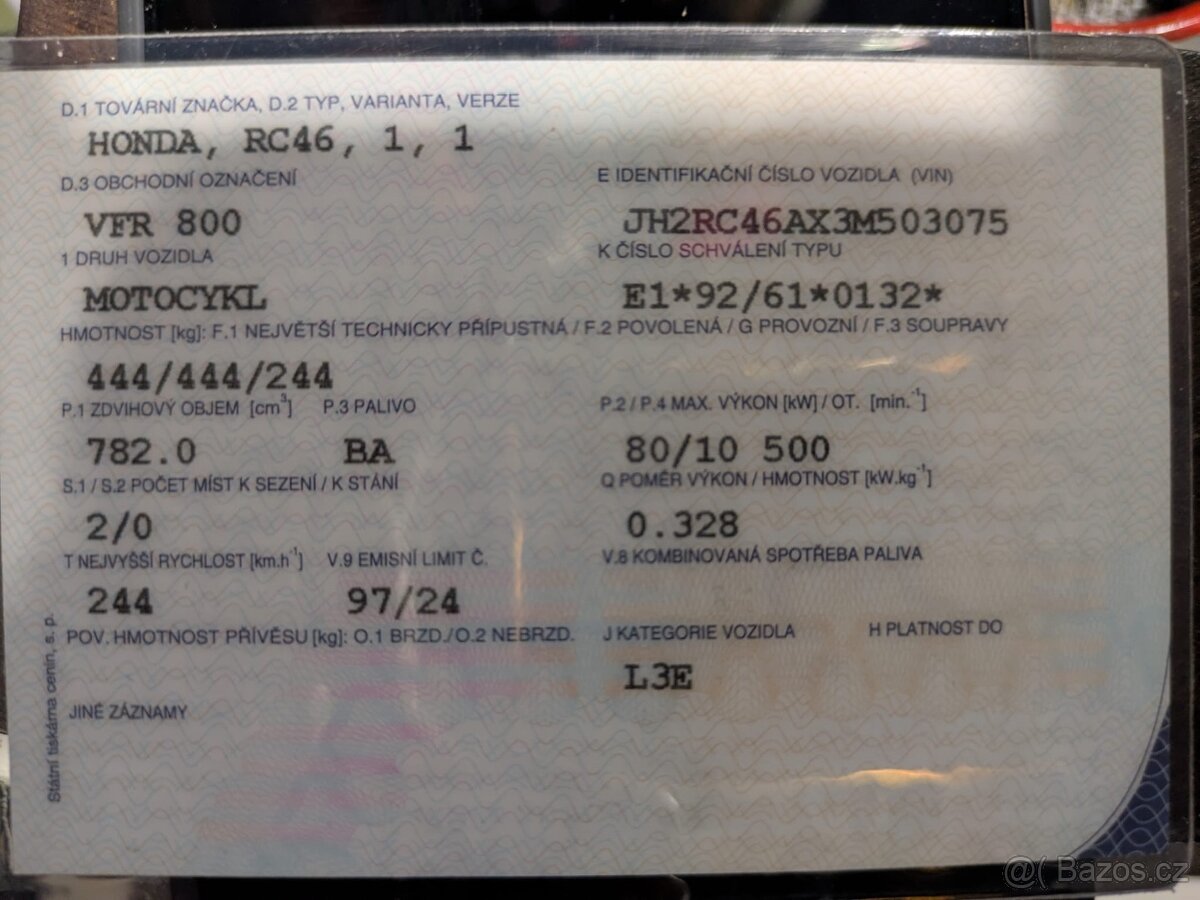 D.1 TOVÁRNÍ ZNAČKA, D.2 TYP, VARIANTA, VERZE
HONDA, RC46, 1, 1
D.3 OBCHODNÍ OZNAČENÍ
E IDENTIFIKAČNÍ ČÍSLO VOZIDLA (VIN)
VFR 800
JH2RC46AX3M503075
1 DRUH VOZIDLA
K ČÍSLO SCHVÁLENÍ TYPU
MOTOCYKL
E1*92/61*0132*
HMOTNOST [kg]: F.1 NEJVĚTŠÍ TECHNICKY PŘÍPUSTNÁ / F.2 POVOLENÁ / G PROVOZNÍ / F.3 SOUPRAVY
444/444/244
P.1 ZDVIHOVÝ OBJEM [cm³] P.3 PALIVO
P.2 / P.4 MAX. VÝKON [kW] / OT. [min.⁻¹]
782.0 BA
80/10 500
S.1 / S.2 POČET MÍST K SEZENÍ / K STÁNÍ
Q POMĚR VÝKON / HMOTNOST [kW.kg⁻¹]
2/0
0.328
T NEJVYŠŠÍ RYCHLOST [km.h⁻¹] V.9 EMISNÍ LIMIT Č.
V.8 KOMBINOVANÁ SPOTŘEBA PALIVA
244 97/24
POV. HMOTNOST PŘÍVĚSU [kg]: O.1 BRZD./O.2 NEBRZD.
J KATEGORIE VOZIDLA H PLATNOST DO
L3E
JINÉ ZÁZNAMY
Státní tiskárna cenin, s. p.
@( Bazos.cz